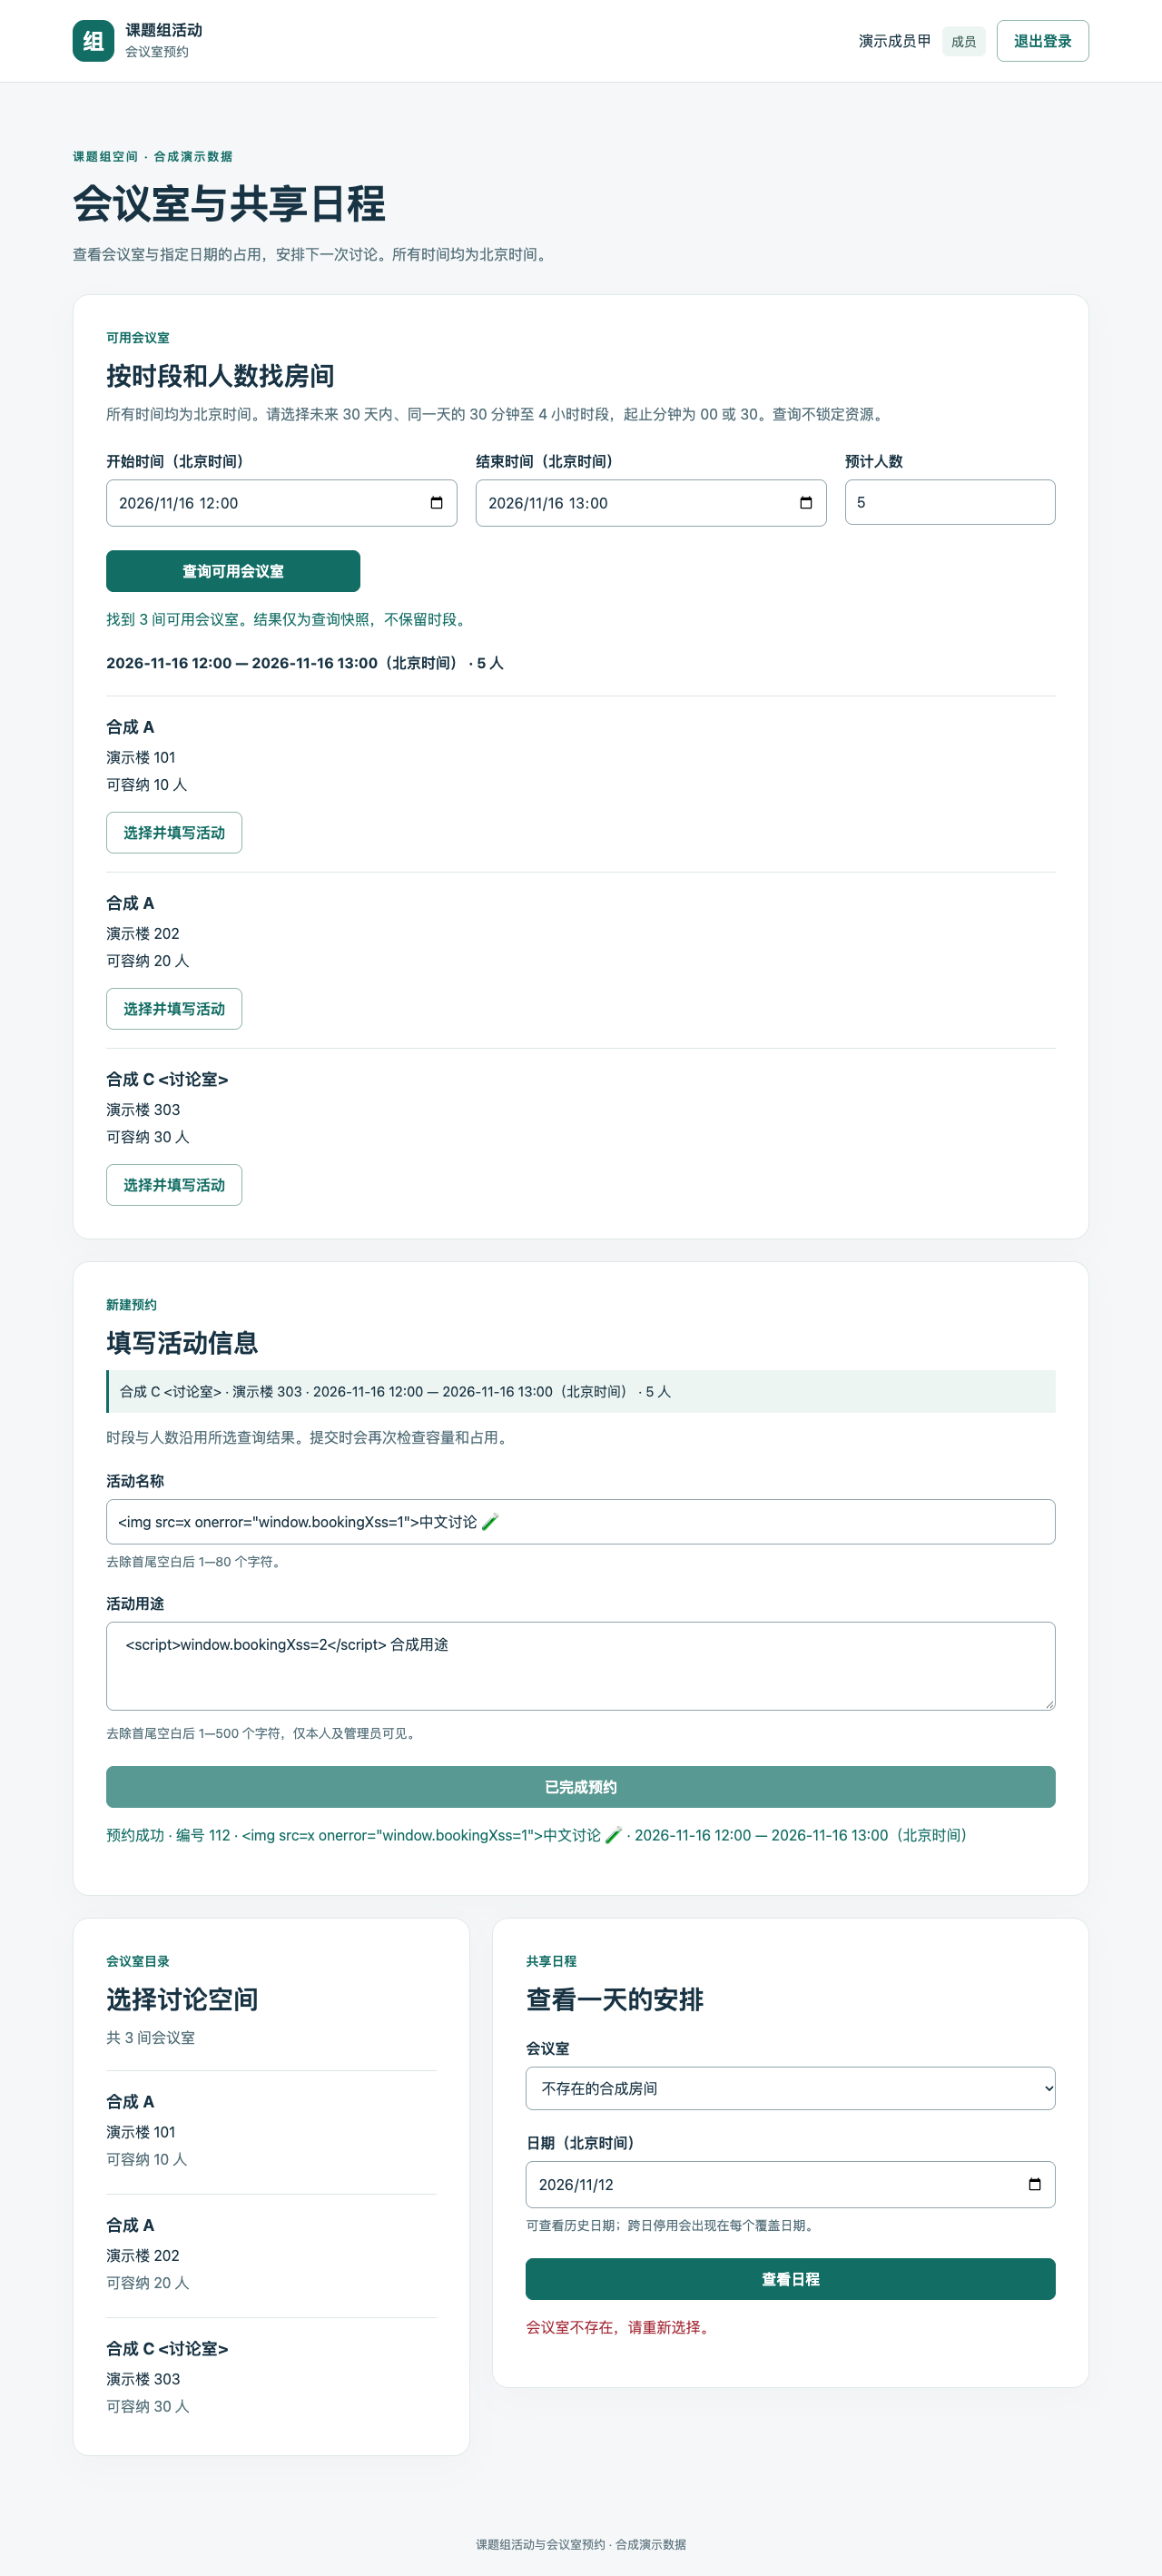 组
课题组活动
会议室预约
演示成员甲 成员 退出登录
课题组空间 · 合成演示数据
会议室与共享日程
查看会议室与指定日期的占用，安排下一次讨论。所有时间均为北京时间。
可用会议室
按时段和人数找房间
所有时间均为北京时间。请选择未来 30 天内、同一天的 30 分钟至 4 小时时段，起止分钟为 00 或 30。查询不锁定资源。
开始时间（北京时间） 结束时间（北京时间） 预计人数
2026/11/16 12:00 2026/11/16 13:00 5
查询可用会议室
找到 3 间可用会议室。结果仅为查询快照，不保留时段。
2026-11-16 12:00 — 2026-11-16 13:00（北京时间） · 5 人
合成 A
演示楼 101
可容纳 10 人
选择并填写活动
合成 A
演示楼 202
可容纳 20 人
选择并填写活动
合成 C <讨论室>
演示楼 303
可容纳 30 人
选择并填写活动
新建预约
填写活动信息
合成 C <讨论室> · 演示楼 303 · 2026-11-16 12:00 — 2026-11-16 13:00（北京时间） · 5 人
时段与人数沿用所选查询结果。提交时会再次检查容量和占用。
活动名称
<img src=x onerror="window.bookingXss=1">中文讨论 🧪
去除首尾空白后 1—80 个字符。
活动用途
<script>window.bookingXss=2</script> 合成用途
去除首尾空白后 1—500 个字符，仅本人及管理员可见。
已完成预约
预约成功 · 编号 112 · <img src=x onerror="window.bookingXss=1">中文讨论 🧪 · 2026-11-16 12:00 — 2026-11-16 13:00（北京时间）
会议室目录
选择讨论空间
共 3 间会议室
合成 A
演示楼 101
可容纳 10 人
合成 A
演示楼 202
可容纳 20 人
合成 C <讨论室>
演示楼 303
可容纳 30 人
共享日程
查看一天的安排
会议室
不存在的合成房间
日期（北京时间）
2026/11/12
可查看历史日期；跨日停用会出现在每个覆盖日期。
查看日程
会议室不存在，请重新选择。
课题组活动与会议室预约 · 合成演示数据